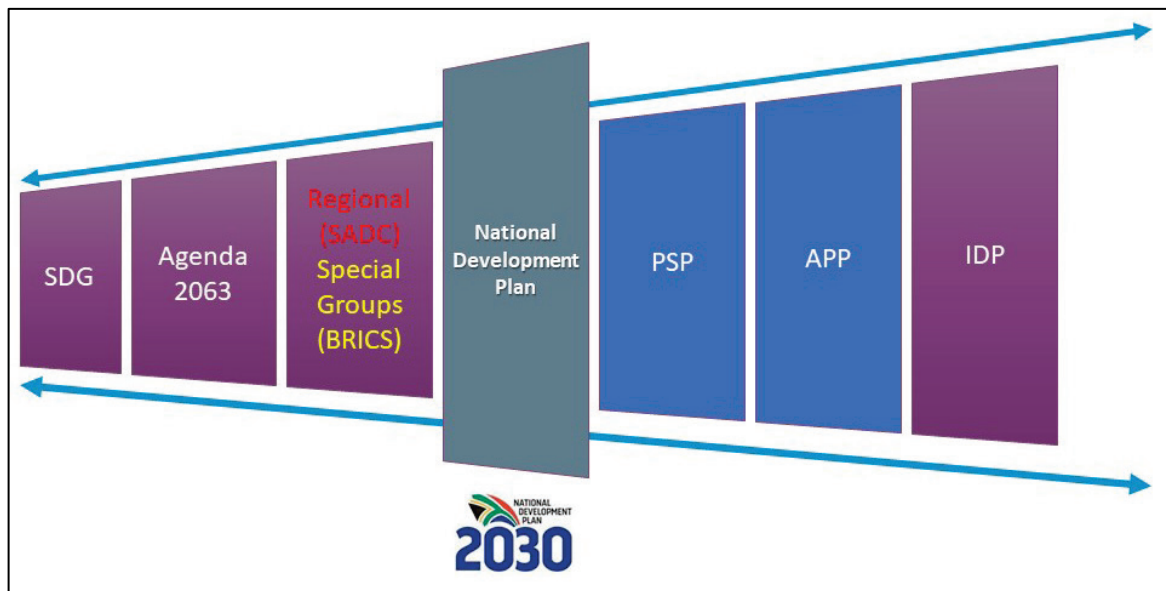 SDG
Agenda
2063
Regional
(SADC)
Special
Groups
(BRICS)
National
Development
Plan
PSP
APP
IDP
NATIONAL
DEVELOPMENT
PLAN
2030